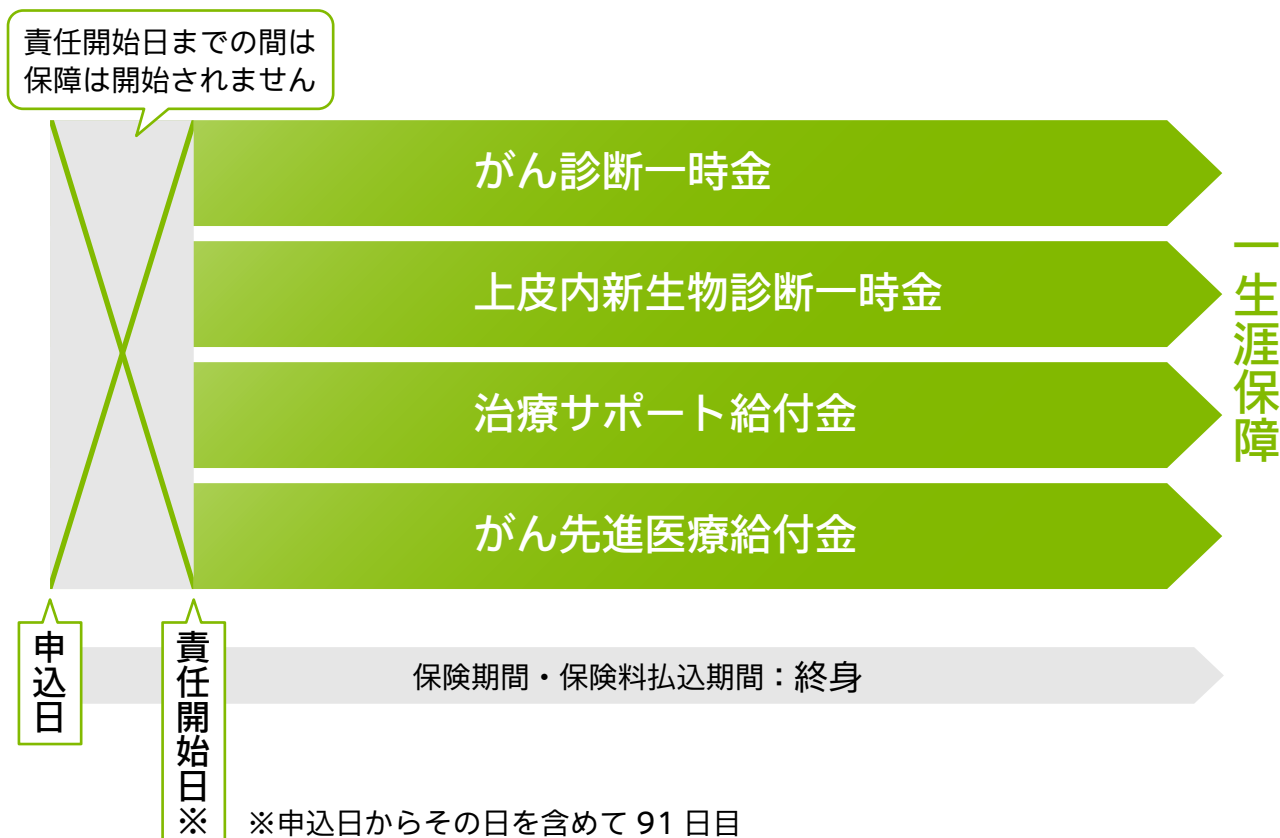 責任開始日までの間は
保障は開始されません
がん診断一時金
上皮内新生物診断一時金
治療サポート給付金
がん先進医療給付金
一生涯保障
申込日
責任開始日※
保険期間・保険料払込期間：終身
※申込日からその日を含めて 91 日目